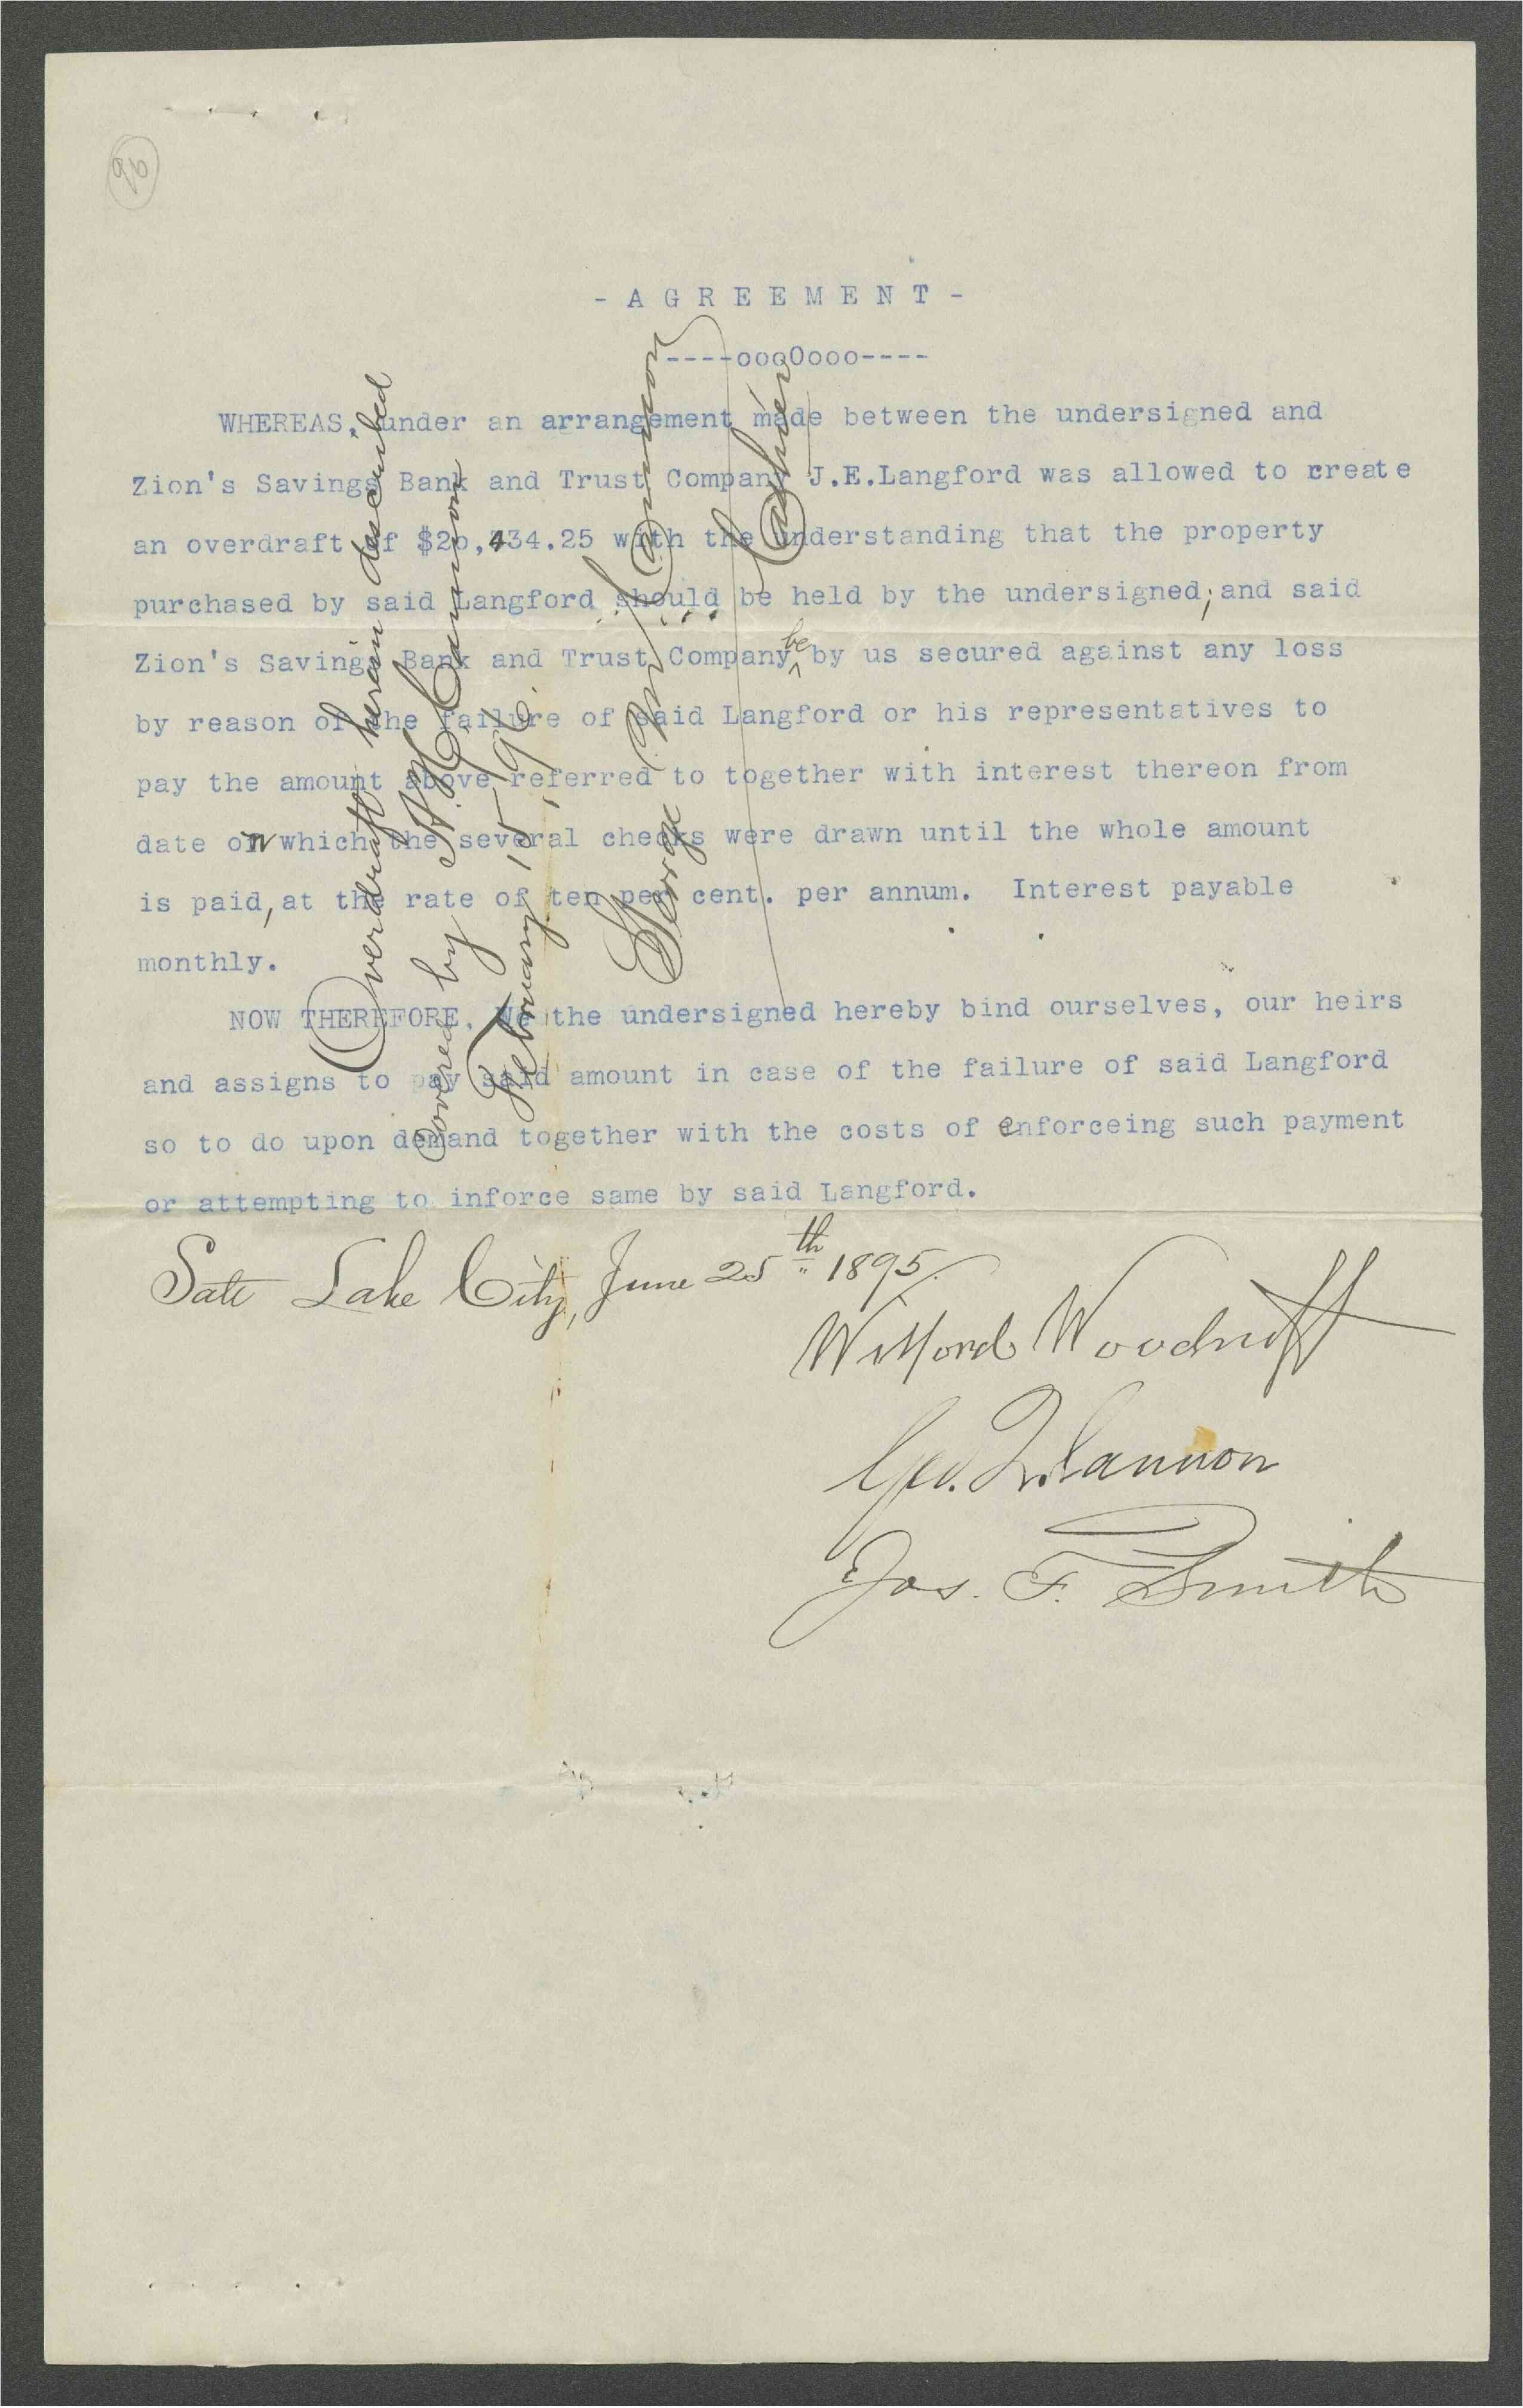 96
- A G R E E M E N T -
----oooOooo----
WHEREAS, under an arrangement made between the undersigned and
Zion's Savings Bank and Trust Company J.E.Langford was allowed to create
an overdraft of $26,434.25 with the understanding that the property
purchased by said Langford should be held by the undersigned; and said
Zion's Savings Bank and Trust Company be by us secured against any loss
by reason of the failure of said Langford or his representatives to
pay the amount above referred to together with interest thereon from
date on which the several checks were drawn until the whole amount
is paid, at the rate of ten per cent. per annum. Interest payable
monthly.
NOW THEREFORE, We the undersigned hereby bind ourselves, our heirs
and assigns to pay said amount in case of the failure of said Langford
so to do upon demand together with the costs of enforceing such payment
or attempting to inforce same by said Langford.
Salt Lake City, June 25th 1895.
Wilford Woodruff
Geo. Q. Cannon
Jos. F. Smith
Overdraft herein described
Covered by A. H. Cannon
February 15, '96.
George M. Cannon
Cashier